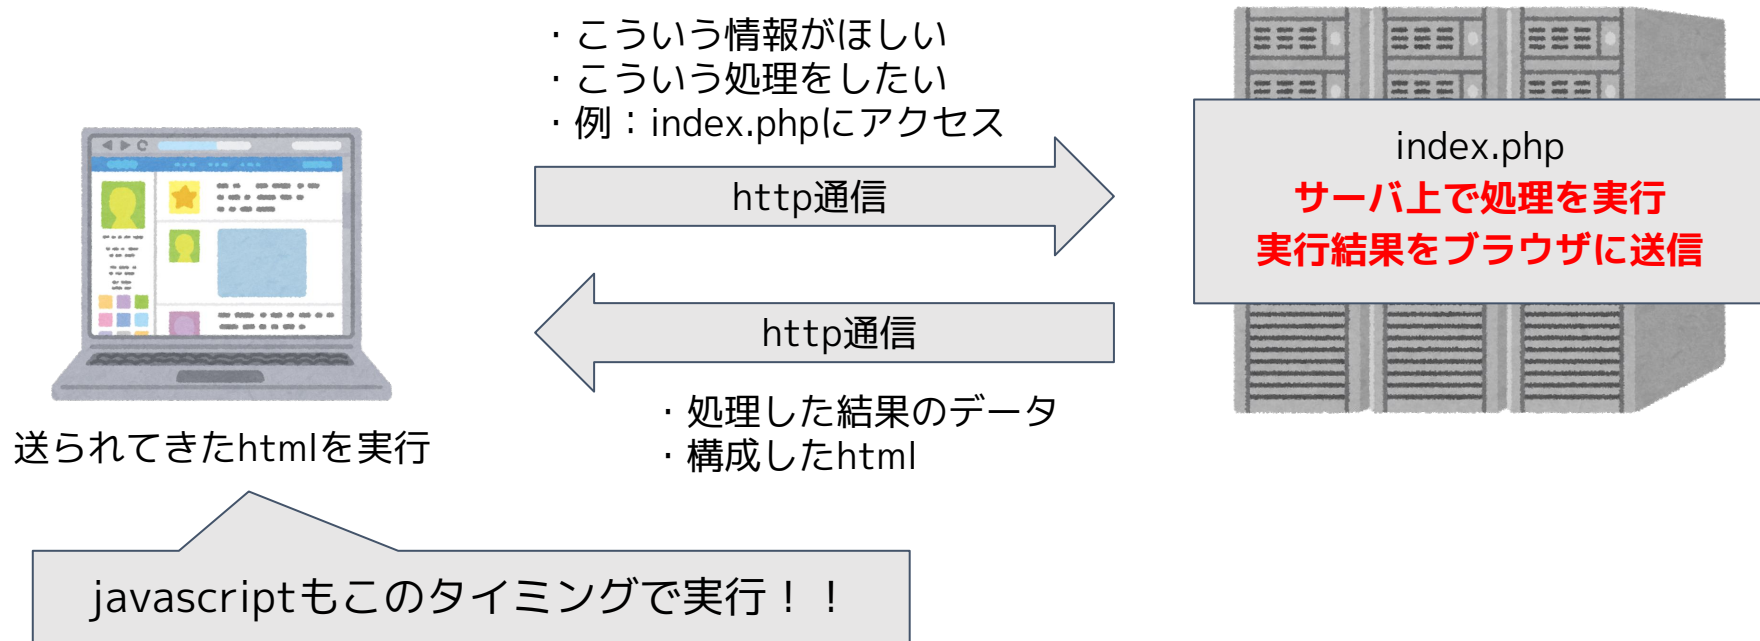 ・こういう情報がほしい
・こういう処理をしたい
・例：index.phpにアクセス
http通信
index.php
サーバ上で処理を実行
実行結果をブラウザに送信
http通信
・処理した結果のデータ
・構成したhtml
送られてきたhtmlを実行
javascriptもこのタイミングで実行！！